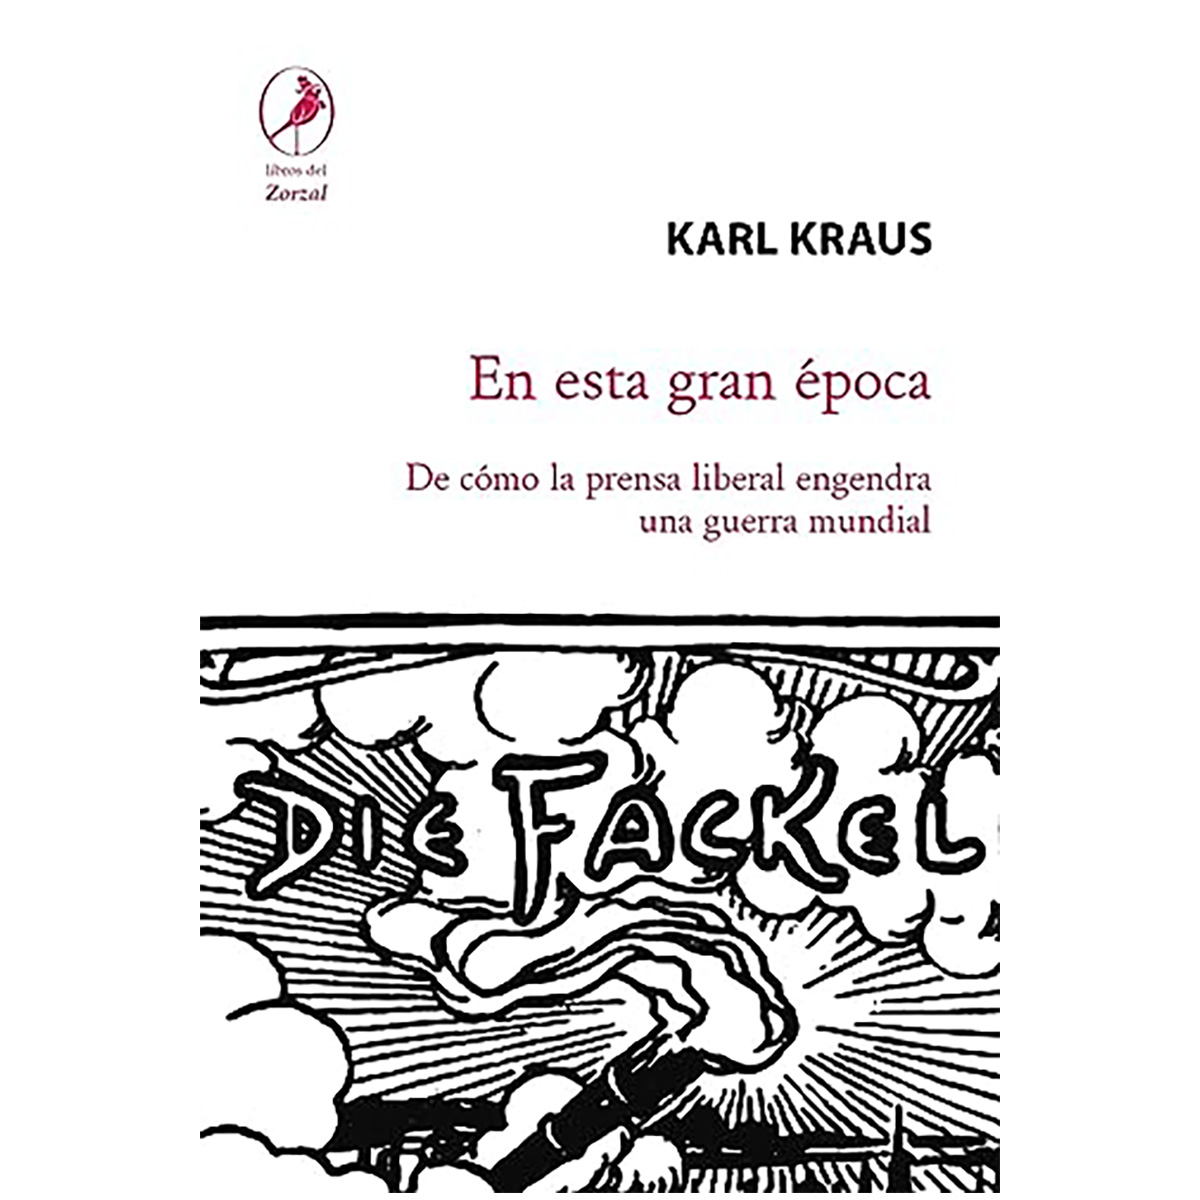 libros del
Zorzal
KARL KRAUS
En esta gran época
De cómo la prensa liberal engendra
una guerra mundial
DIE FACKEL